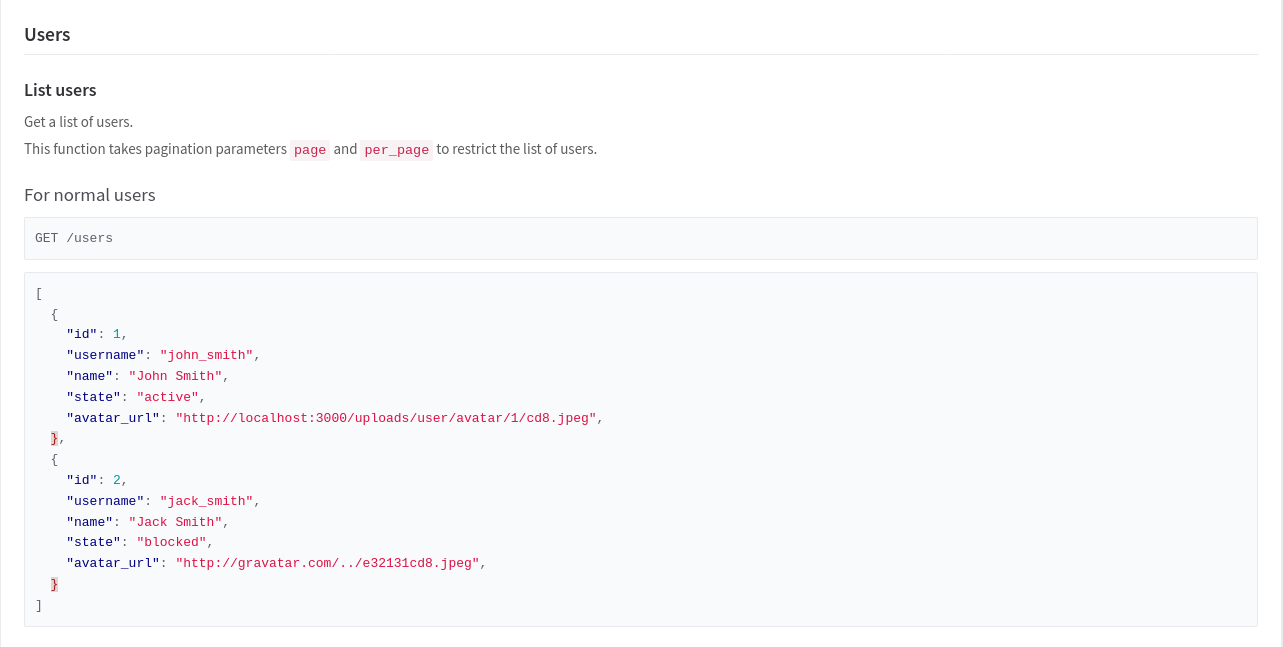 Users
List users
Get a list of users.
This function takes pagination parameters page and per_page to restrict the list of users.
For normal users
GET /users
[
  {
    "id": 1,
    "username": "john_smith",
    "name": "John Smith",
    "state": "active",
    "avatar_url": "http://localhost:3000/uploads/user/avatar/1/cd8.jpeg",
  },
  {
    "id": 2,
    "username": "jack_smith",
    "name": "Jack Smith",
    "state": "blocked",
    "avatar_url": "http://gravatar.com/../e32131cd8.jpeg",
  }
]